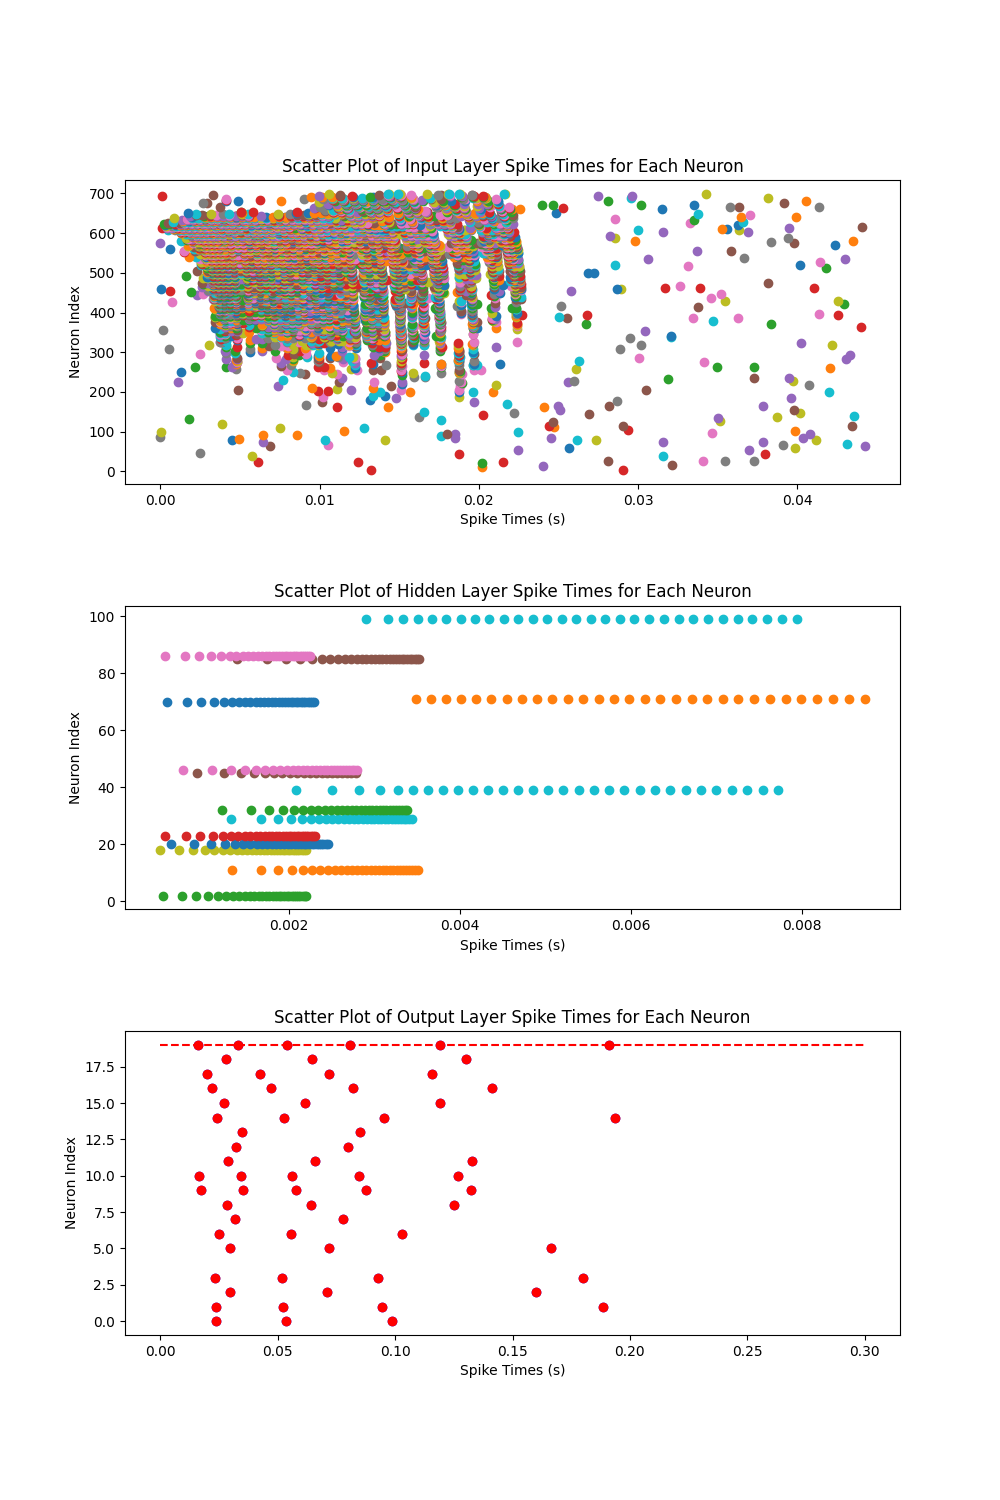 Scatter Plot of Input Layer Spike Times for Each Neuron
700
600
500
400
300
200
100
0
Neuron Index
0.00 0.01 0.02 0.03 0.04
Spike Times (s)
Scatter Plot of Hidden Layer Spike Times for Each Neuron
100
80
60
40
20
0
Neuron Index
0.002 0.004 0.006 0.008
Spike Times (s)
Scatter Plot of Output Layer Spike Times for Each Neuron
17.5
15.0
12.5
10.0
7.5
5.0
2.5
0.0
Neuron Index
0.00 0.05 0.10 0.15 0.20 0.25 0.30
Spike Times (s)